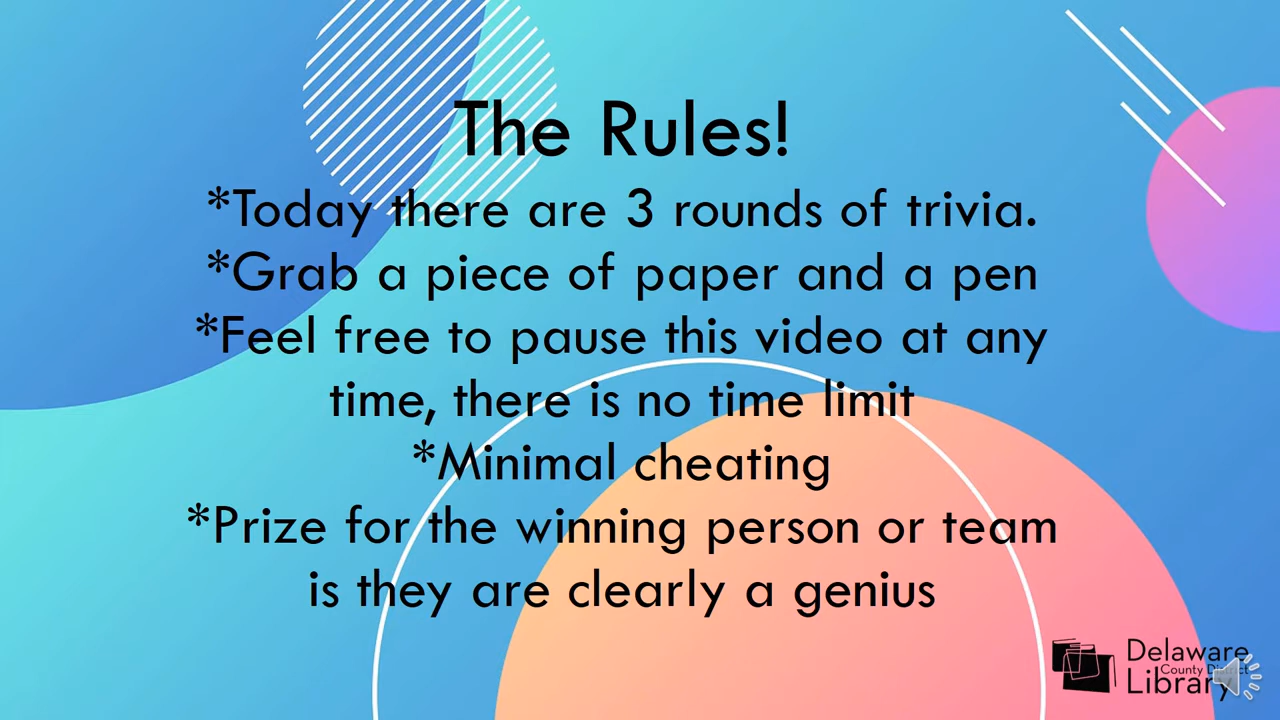 The Rules!
*Today there are 3 rounds of trivia.
*Grab a piece of paper and a pen
*Feel free to pause this video at any
time, there is no time limit
*Minimal cheating
*Prize for the winning person or team
is they are clearly a genius
Delaware
County District
Library